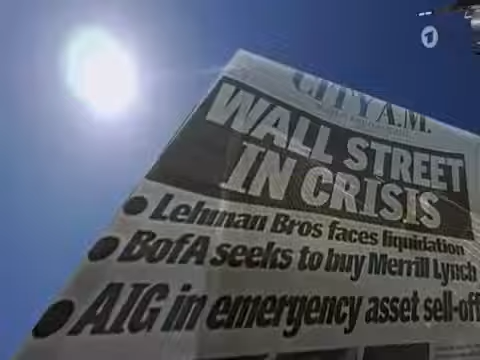 CITY A.M.
WALL STREET
IN CRISIS
● Lehman Bros faces liquidation
● BofA seeks to buy Merrill Lynch
● AIG in emergency asset sell-off
1